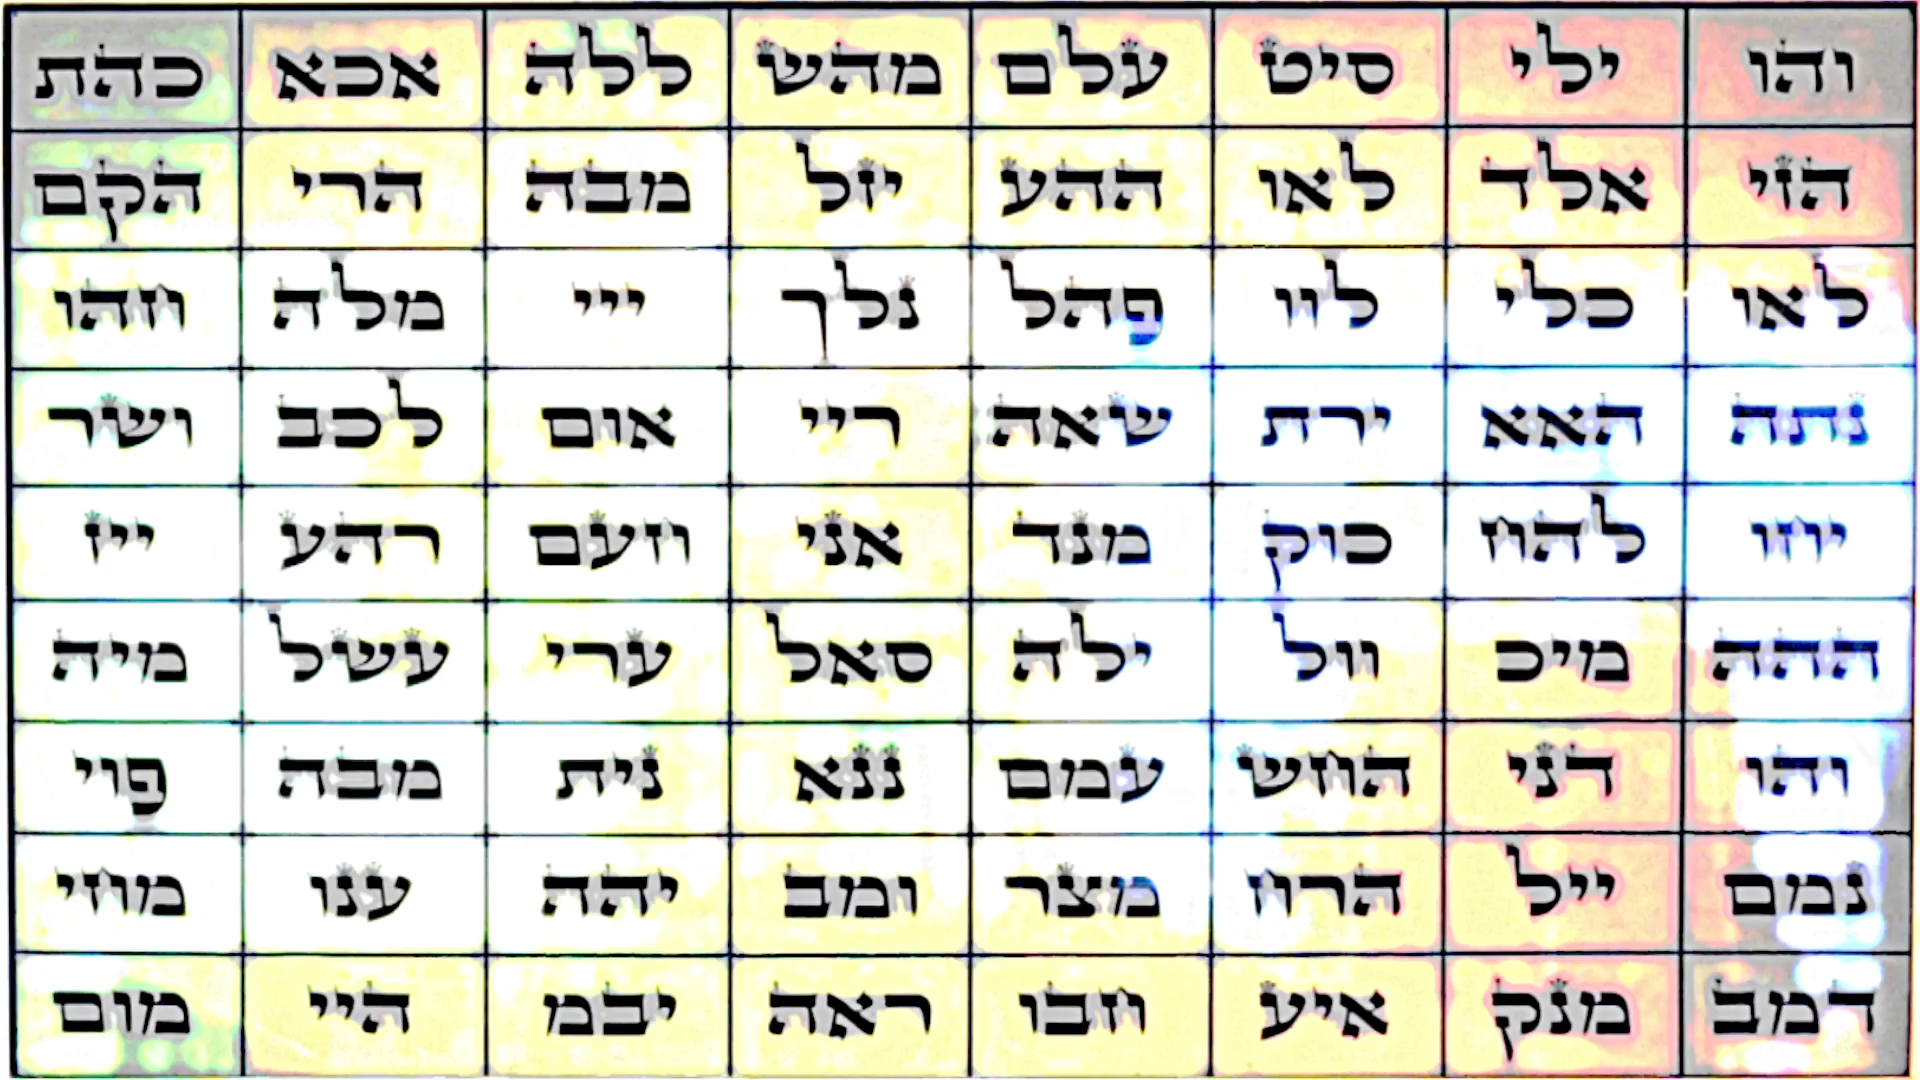 והו ילי סיט עלם מהש ללה אכא כהת
הזי אלד לאו ההע יזל מבה הרי הקם
לאו כלי לוו פהל נלך ייי מלה חהו
נתה האא ירת שאה ריי אום לכב ושר
יחו להח כוק מנד אני חעם רהע ייז
ההה מיכ וול ילה סאל ערי עשל מיה
והו דני החש עמם ננא נית מבה פוי
נמם ייל הרח מצר ומב יהה ענו מחי
דמב מנק איע חבו ראה יבמ היי מום